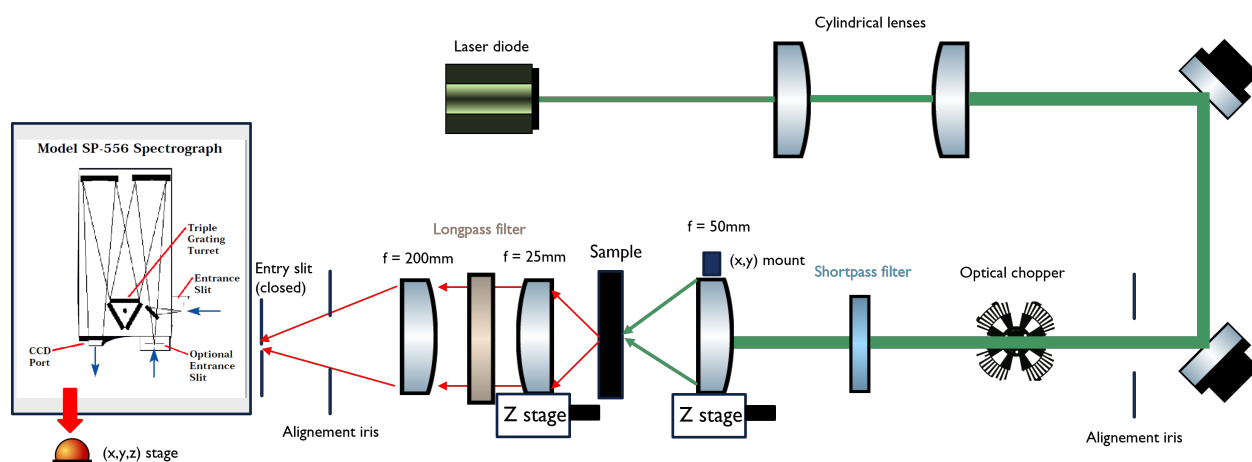 Cylindrical lenses
Laser diode
Model SP-556 Spectrograph
Triple
Grating
Turret
Entrance
Slit
CCD
Port
Optional
Entrance
Slit
(x,y,z) stage
Entry slit
(closed)
Alignement iris
f = 200mm
Longpass filter
f = 25mm
Z stage
Sample
f = 50mm
(x,y) mount
Z stage
Shortpass filter
Optical chopper
Alignement iris